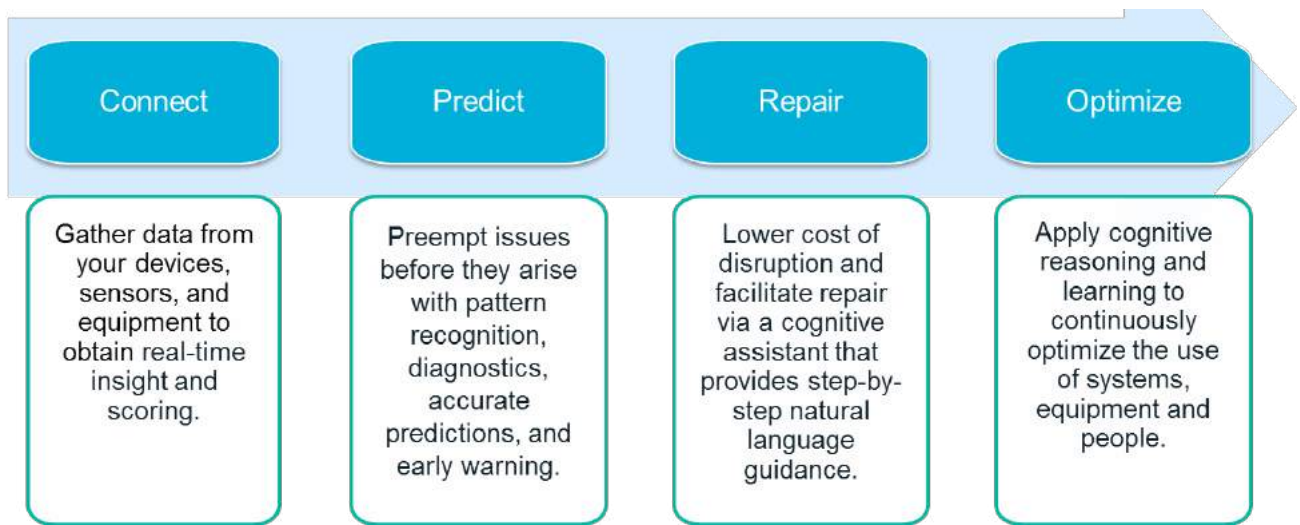 Connect
Predict
Repair
Optimize
Gather data from
your devices,
sensors, and
equipment to
obtain real-time
insight and
scoring.
Preempt issues
before they arise
with pattern
recognition,
diagnostics,
accurate
predictions, and
early warning.
Lower cost of
disruption and
facilitate repair
via a cognitive
assistant that
provides step-by-
step natural
language
guidance.
Apply cognitive
reasoning and
learning to
continuously
optimize the use
of systems,
equipment and
people.